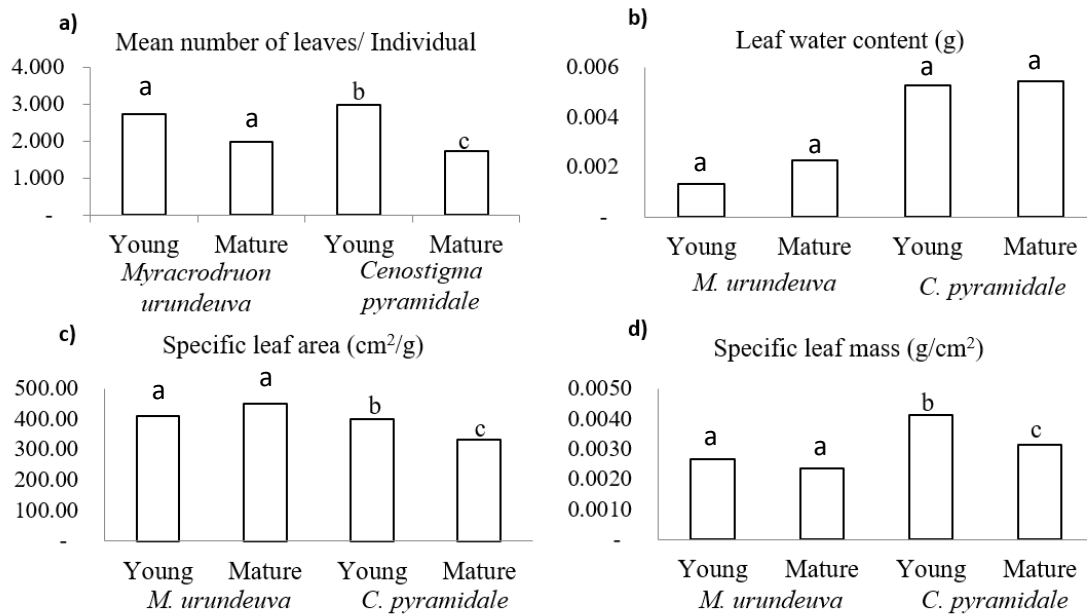 a)
Mean number of leaves/ Individual
4.000
3.000
2.000
1.000
-
a
a
b
c
Young Mature Young Mature
Myracrodruon Cenostigma
urundeuva pyramidale
b)
Leaf water content (g)
0.006
0.004
0.002
-
a
a
a
a
Young Mature Young Mature
M. urundeuva C. pyramidale
c)
Specific leaf area (cm²/g)
500.00
400.00
300.00
200.00
100.00
-
a
a
b
c
Young Mature Young Mature
M. urundeuva C. pyramidale
d)
Specific leaf mass (g/cm²)
0.0050
0.0040
0.0030
0.0020
0.0010
-
a
a
b
c
Young Mature Young Mature
M. urundeuva C. pyramidale